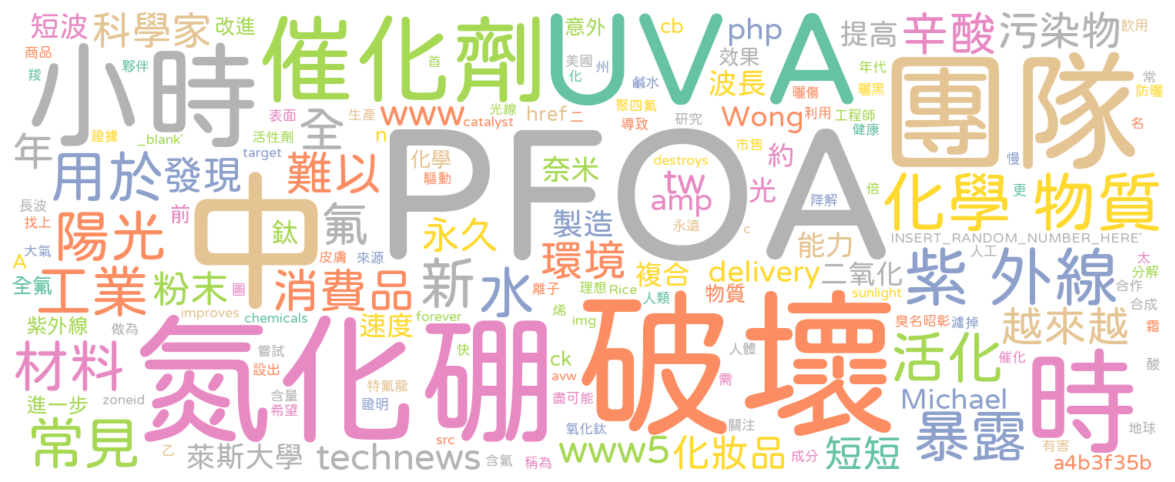 短波 科學家 改進 催化劑 UVA 意外 cb php 提高 辛酸 污染物 飲用
商品 夥伴 首 美國 效果
羧 小時 化 州 鹹水 波長 年代 團隊 常
曬傷 曬黑 防曬
表面 生產 www 光線 href 二 聚四氟 Wong 利用 工程師
證據 _blank' 全 catalyst 導致 研究 健康 名
年 活性劑 n PFOA 市售 約 慢
target 化學 奈米 destroys
用於 發現 難以 驅動 tw 光 降解 倍 化學 物質
中 氟 amp 更
長波 前 永久 製造 永遠 c
找上 陽光 鈦 能力 INSERT_RANDOM_NUMBER_HERE'
大氣 皮膚 來源 新 環境 人工
A 水 複合 delivery 二氧化 紫 外線 太
全氟 工業 粉末 圖 消費品 離子 理想 Rice 物質 分解
improves 人類 sunlight 合作 合成
紫外線 做為 chemicals 速度 forever 烯 img 破壞 臭名昭彰 濾掉 越來越 霜
氮化硼
材料 嘗試 快 ck 人體 活化 催化 時 酸
設出 特氟龍 avw 需
進一步 zoneid 含量 希望 證明 盡可能 Michael
常見 氧化鈦 關注 暴露 地球
src
乙 萊斯大學 technews 含氟 稱為 www5 化妝品 成分 短短 有害 a4b3f35b